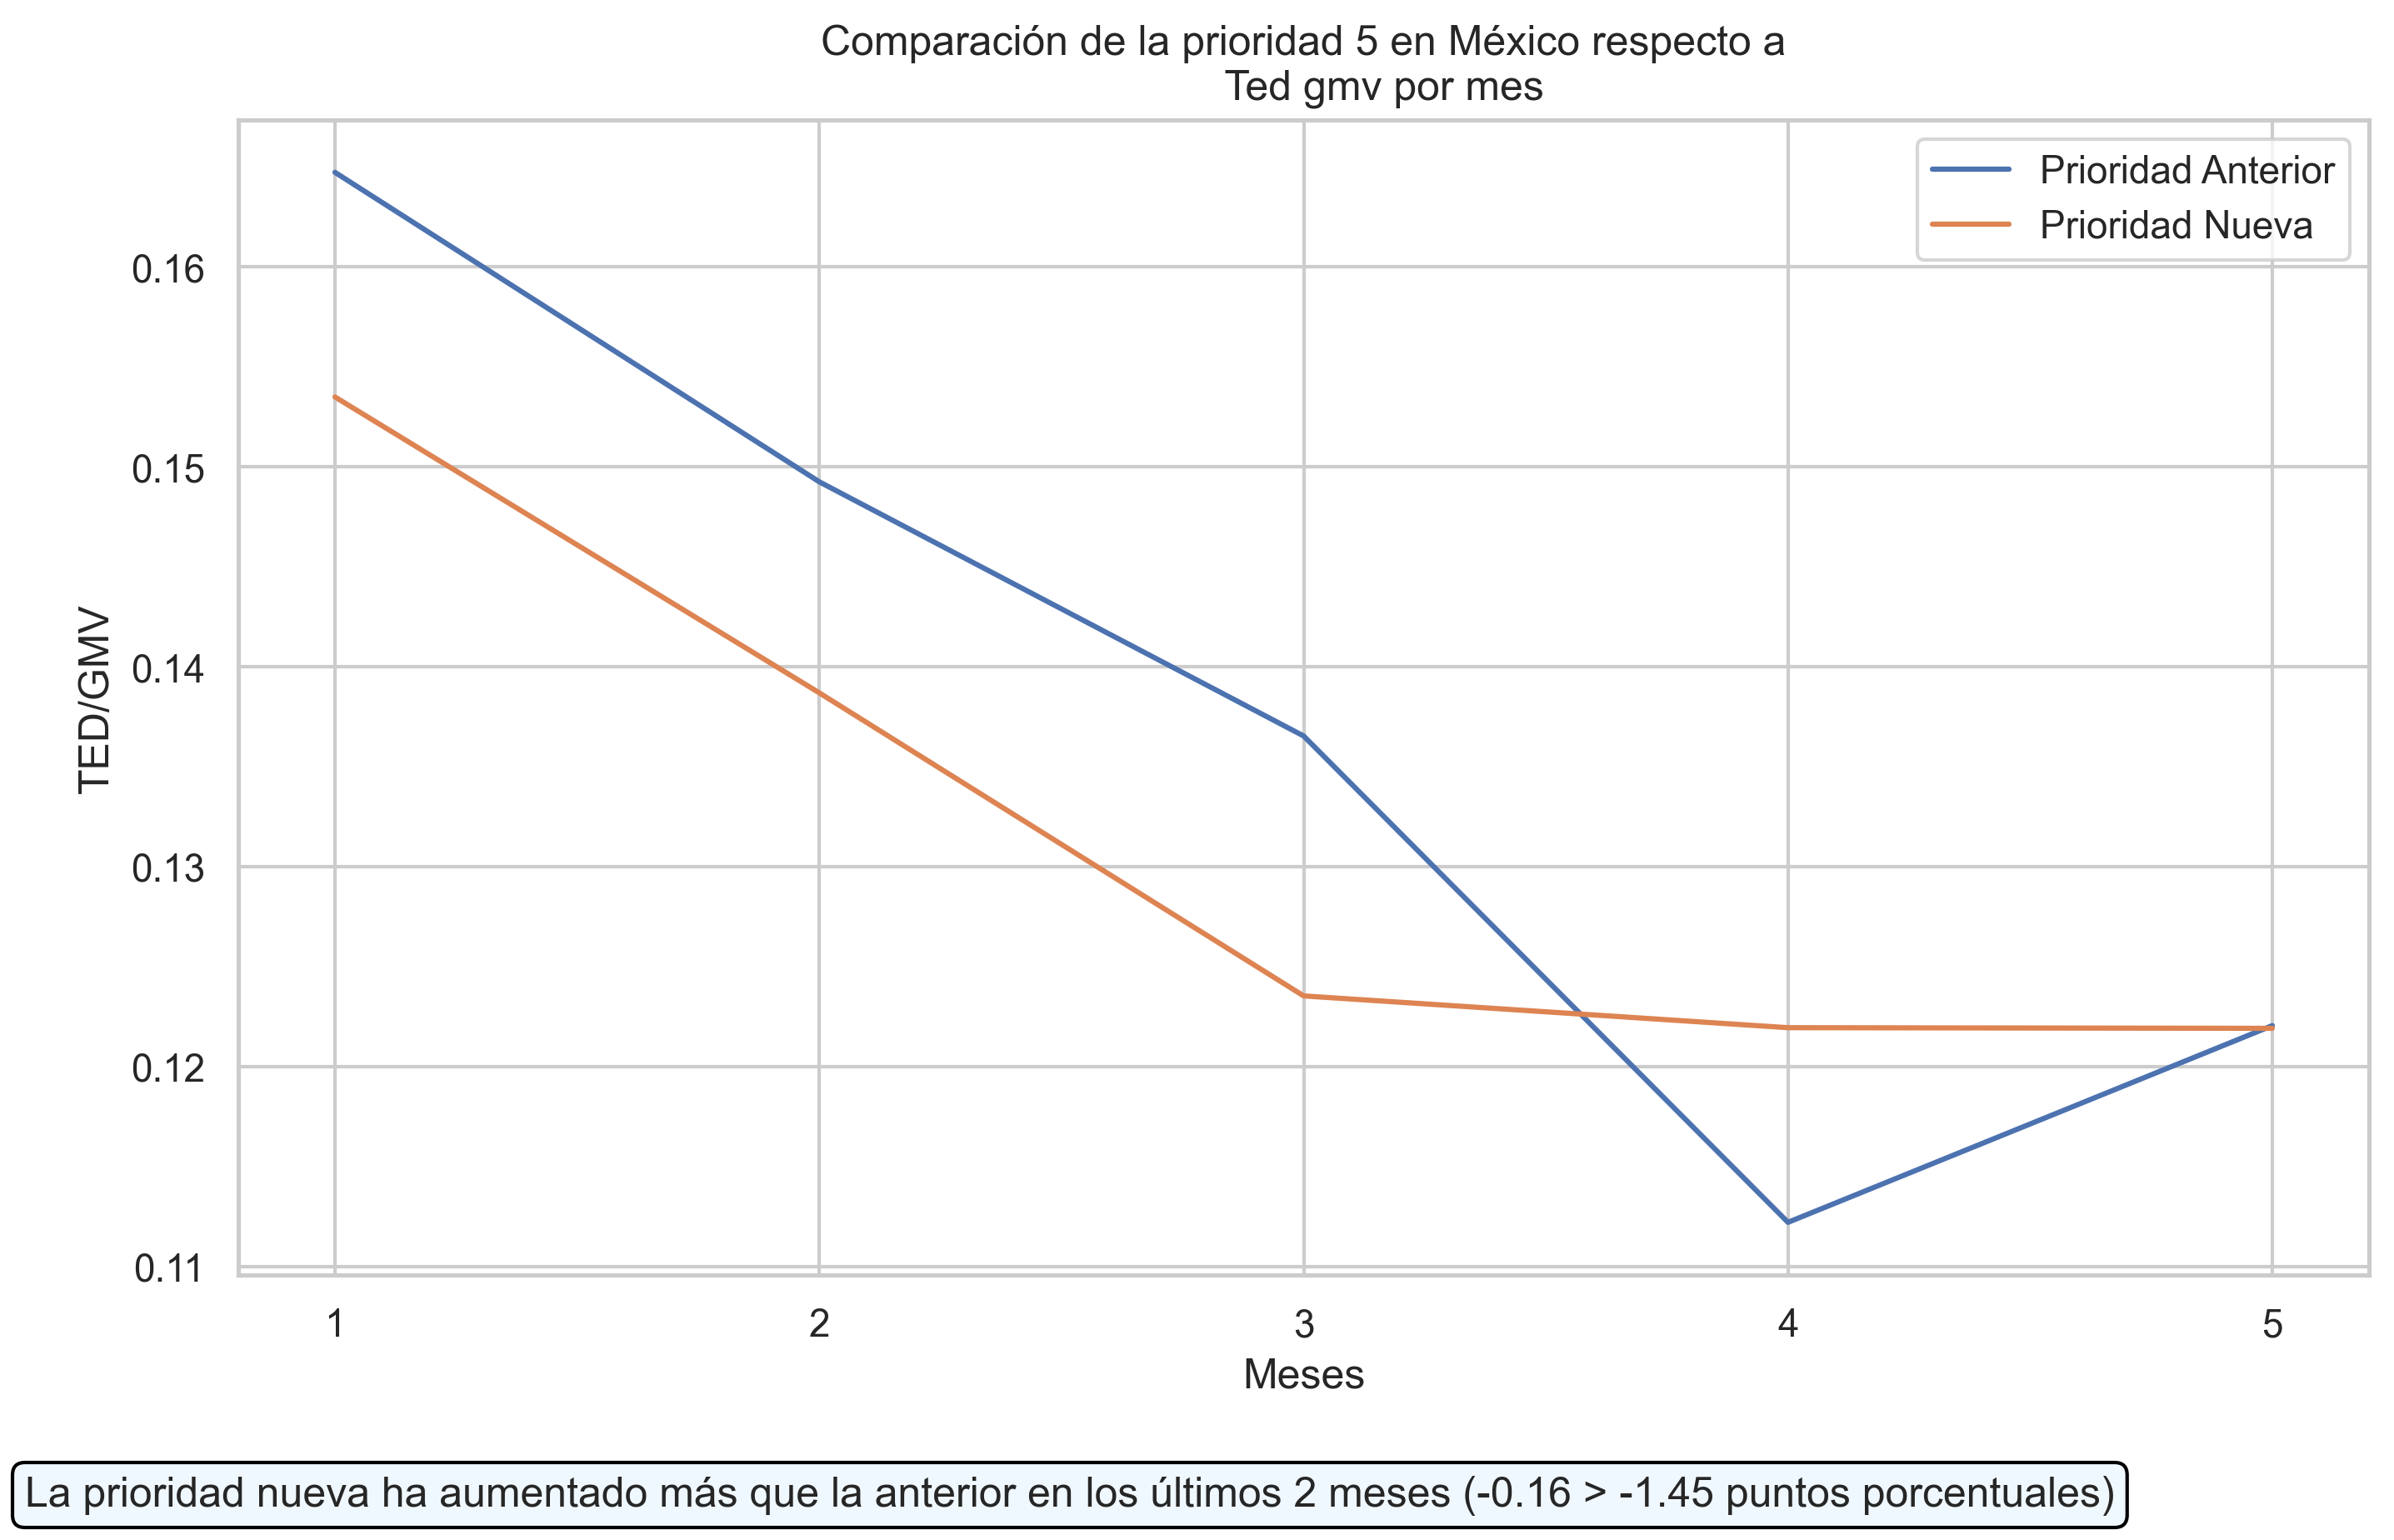 Comparación de la prioridad 5 en México respecto a
Ted gmv por mes
Prioridad Anterior
Prioridad Nueva
TED/GMV
0.16
0.15
0.14
0.13
0.12
0.11
1 2 3 4 5
Meses
La prioridad nueva ha aumentado más que la anterior en los últimos 2 meses (-0.16 > -1.45 puntos porcentuales)